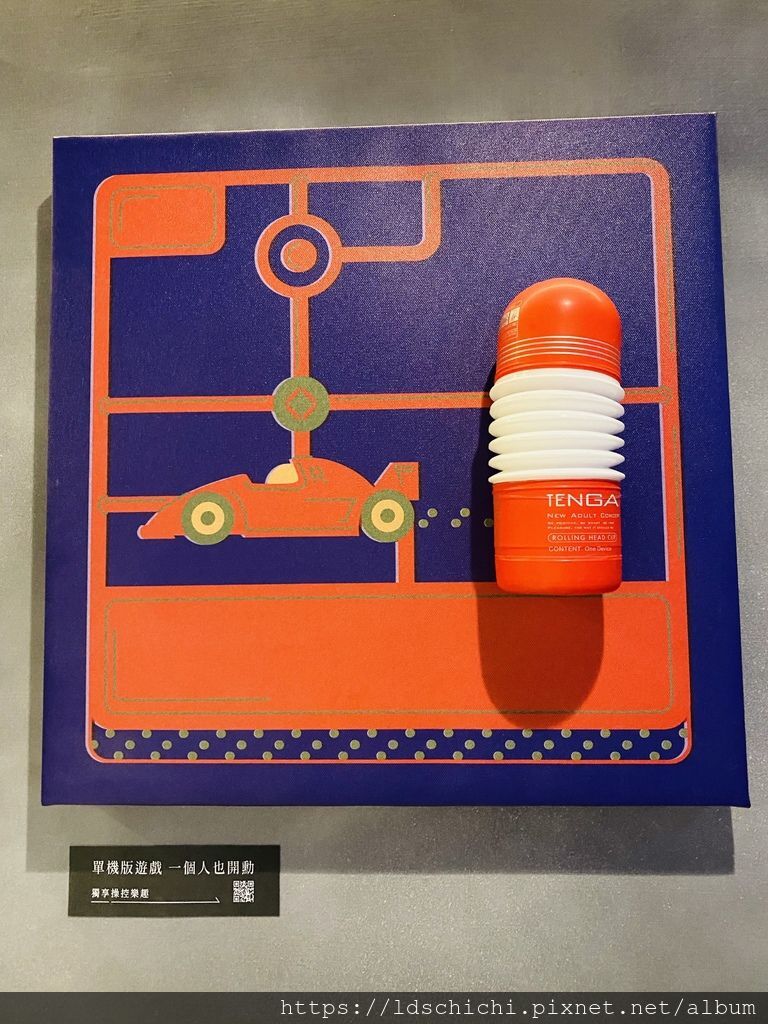 TENGA
NEW ADULT CONCEPT
ROLLING HEAD CUP
CONTENT: One Device
單機版遊戲 一個人也開動
獨享操控樂趣
https://ldschichi.pixnet.net/album